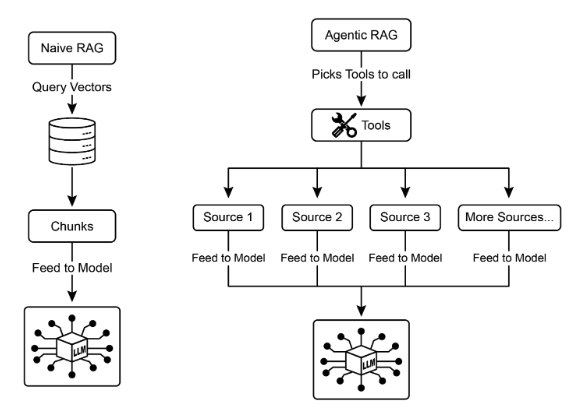 Naive RAG
Query Vectors
Chunks
Feed to Model
LLM
Agentic RAG
Picks Tools to call
Tools
Source 1
Source 2
Source 3
More Sources...
Feed to Model
Feed to Model
Feed to Model
Feed to Model
LLM